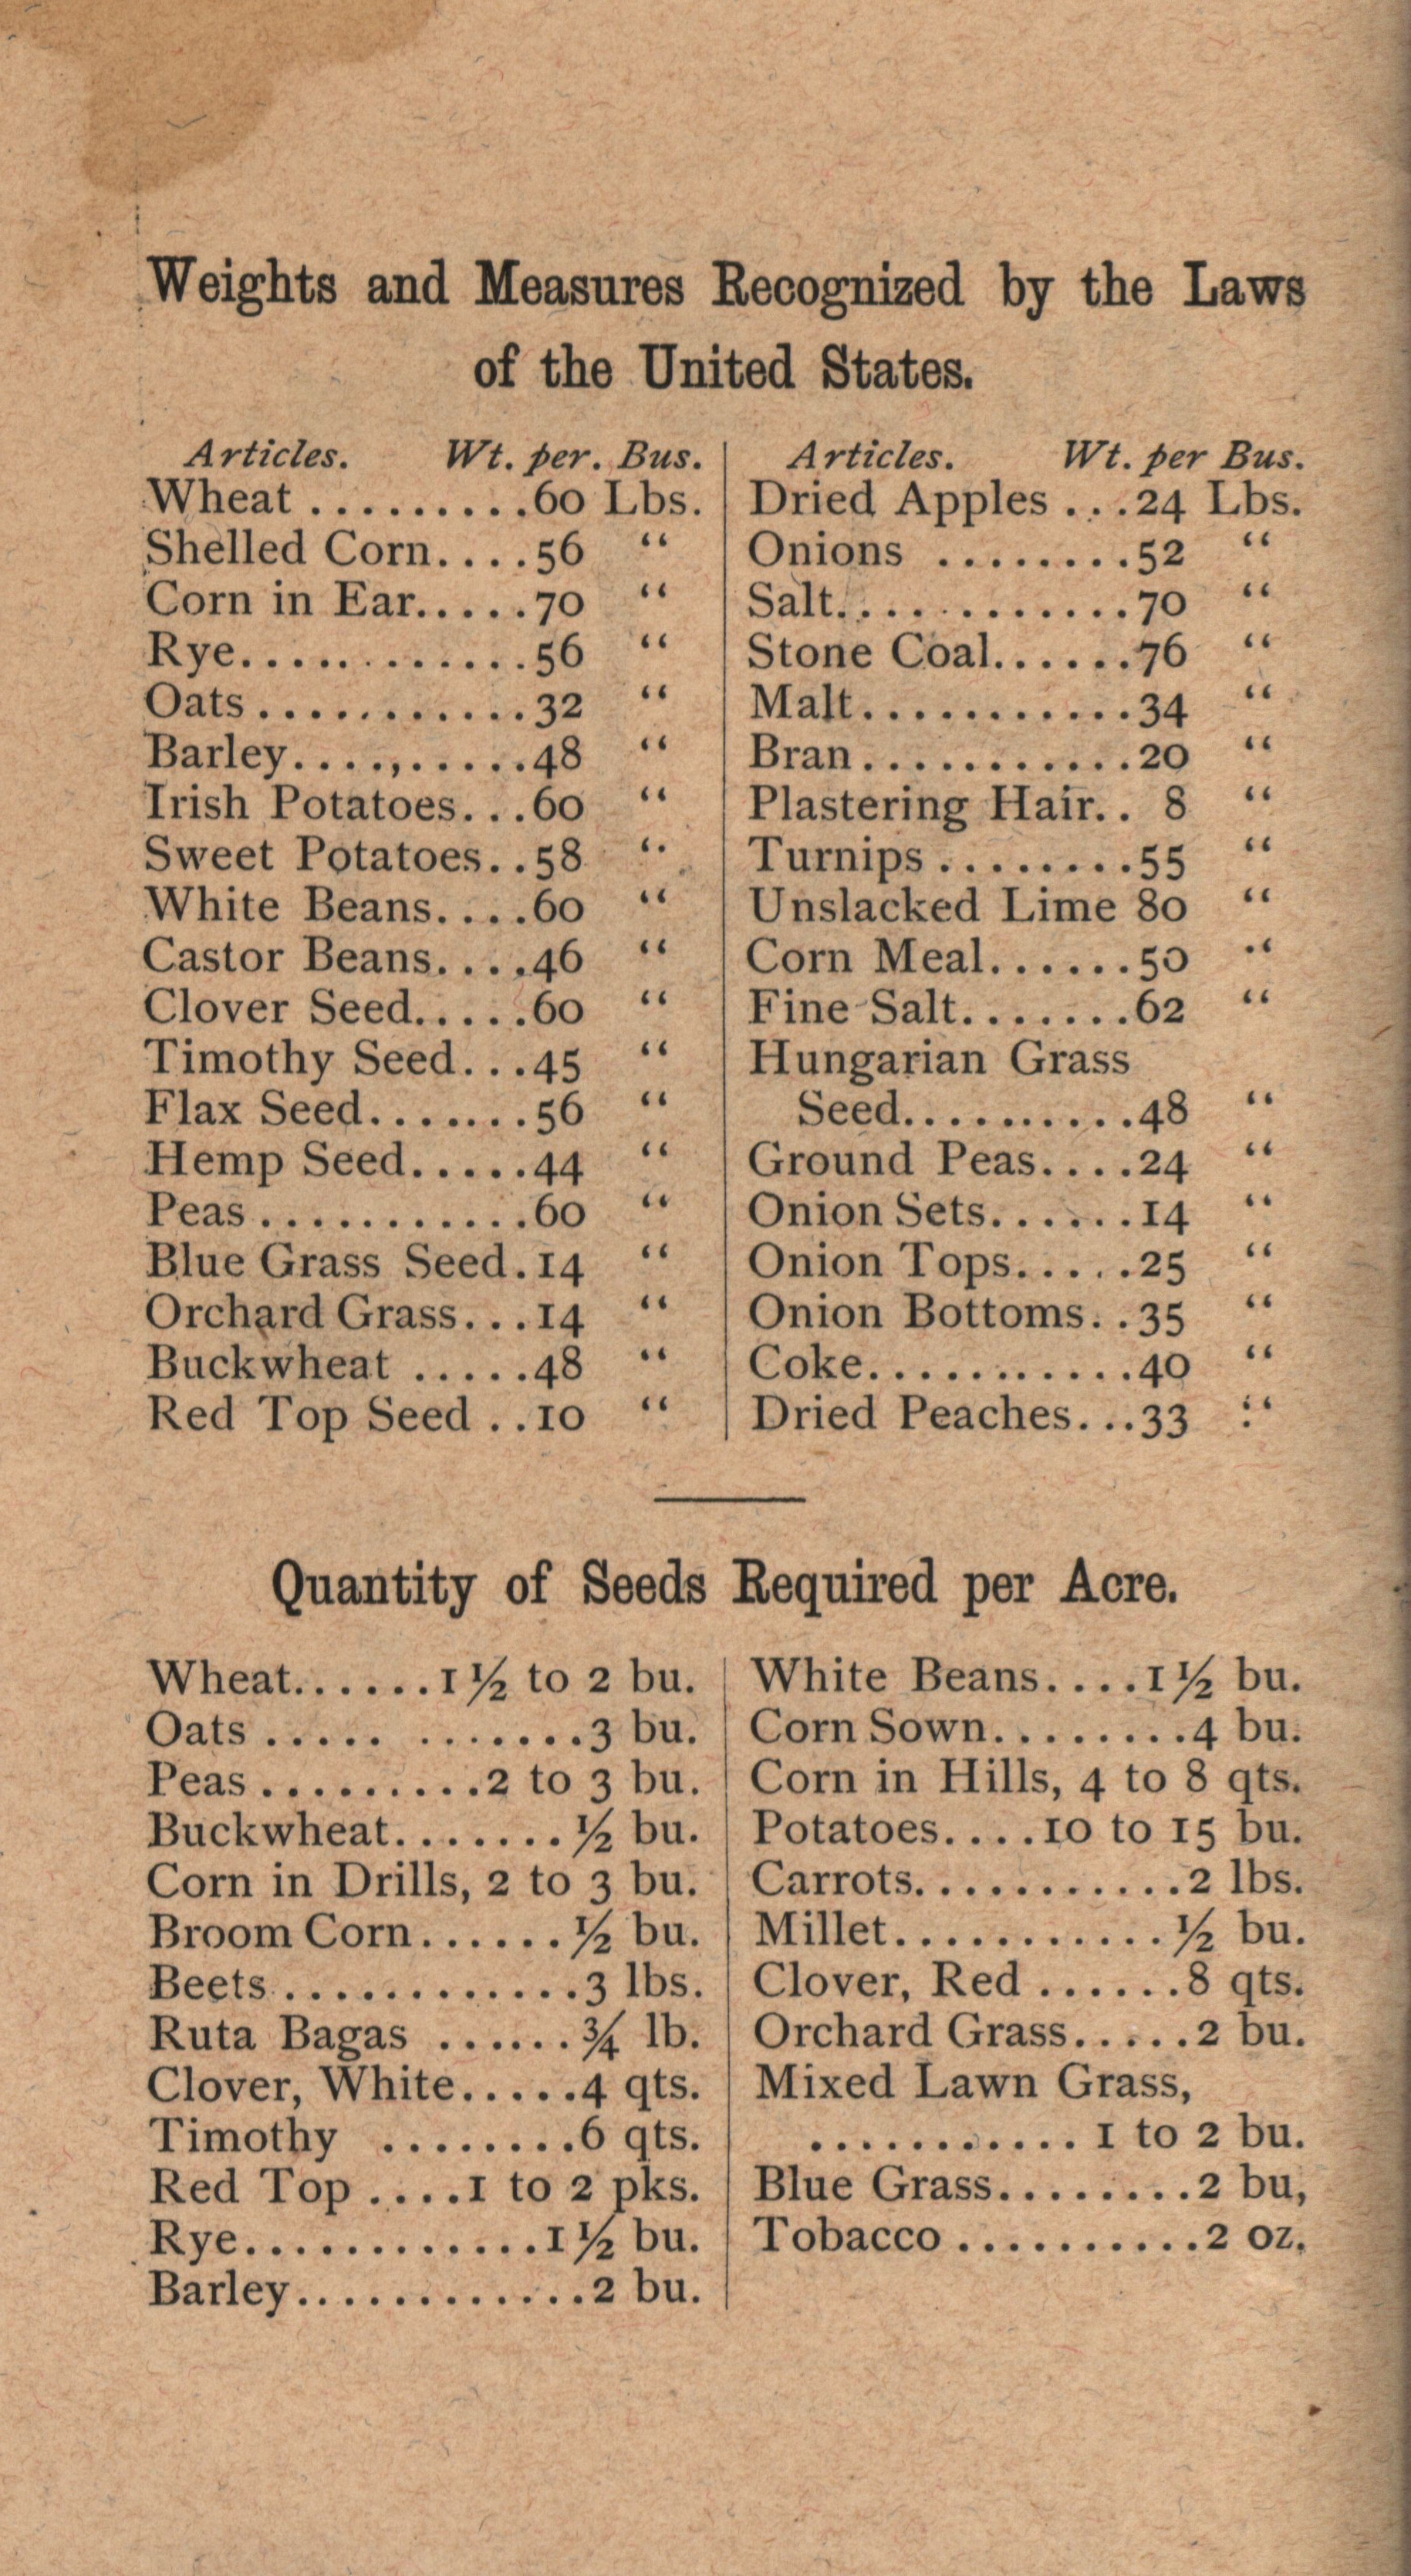 Weights and Measures Recognized by the Laws
of the United States.
Articles. Wt. per. Bus.
Wheat .........60 Lbs.
Shelled Corn....56 “
Corn in Ear.....70 “
Rye............56 “
Oats...........32 “
Barley....,.....48 “
Irish Potatoes...60 “
Sweet Potatoes..58 “
White Beans....60 “
Castor Beans....46 “
Clover Seed.....60 “
Timothy Seed...45 “
Flax Seed.......56 “
Hemp Seed.....44 “
Peas...........60 “
Blue Grass Seed.14 “
Orchard Grass...14 “
Buckwheat .....48 “
Red Top Seed ..10 “
Articles. Wt. per Bus.
Dried Apples ...24 Lbs.
Onions ........52 “
Salt............70 “
Stone Coal......76 “
Malt...........34 “
Bran...........20 “
Plastering Hair.. 8 “
Turnips........55 “
Unslacked Lime 80 “
Corn Meal......50 “
Fine Salt.......62 “
Hungarian Grass
Seed..........48 “
Ground Peas....24 “
Onion Sets......14 “
Onion Tops.....25 “
Onion Bottoms..35 “
Coke...........40 “
Dried Peaches...33 “
Quantity of Seeds Required per Acre.
Wheat......1½ to 2 bu.
Oats ..... .......3 bu.
Peas.........2 to 3 bu.
Buckwheat.......½ bu.
Corn in Drills, 2 to 3 bu.
Broom Corn......½ bu.
Beets.............3 lbs.
Ruta Bagas ......¾ lb.
Clover, White.....4 qts.
Timothy ........6 qts.
Red Top ....1 to 2 pks.
Rye............1½ bu.
Barley.............2 bu.
White Beans....1½ bu.
Corn Sown........4 bu.
Corn in Hills, 4 to 8 qts.
Potatoes....10 to 15 bu.
Carrots............2 lbs.
Millet...........½ bu.
Clover, Red ......8 qts.
Orchard Grass.....2 bu.
Mixed Lawn Grass,
...........1 to 2 bu.
Blue Grass........2 bu,
Tobacco ..........2 oz.